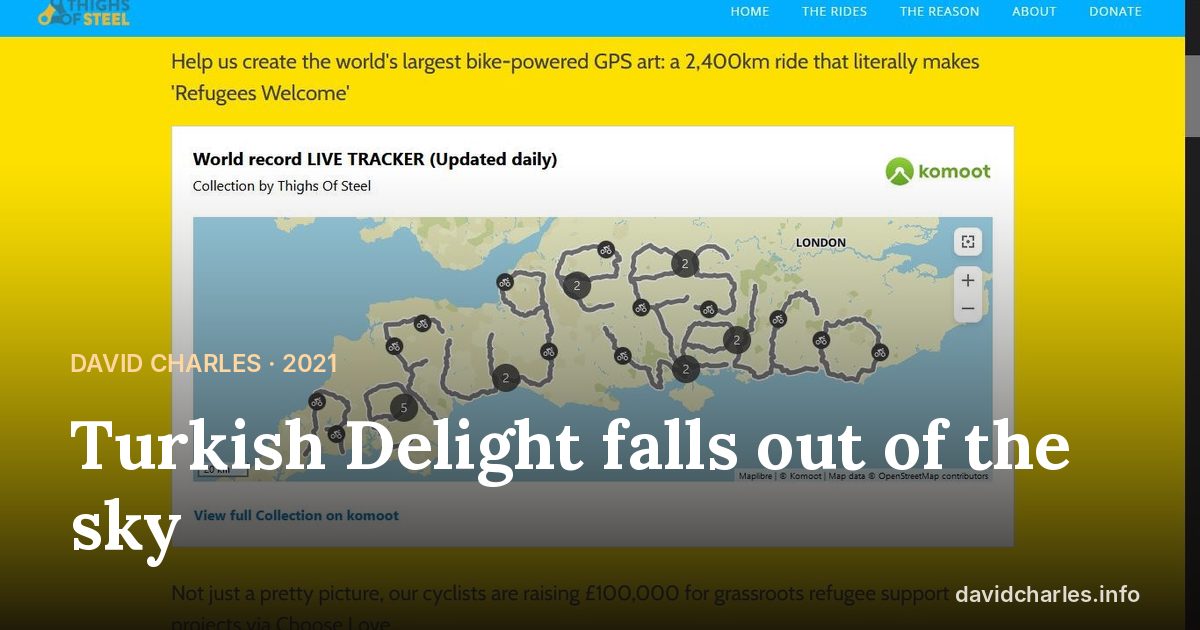 THIGHS
OF STEEL
HOME THE RIDES THE REASON ABOUT DONATE
Help us create the world's largest bike-powered GPS art: a 2,400km ride that literally makes
'Refugees Welcome'
World record LIVE TRACKER (Updated daily)
Collection by Thighs Of Steel
komoot
LONDON
+
−
2
2
2
2
2
5
20 km
Maplibre | © Komoot | Map data © OpenStreetMap contributors
DAVID CHARLES · 2021
Turkish Delight falls out of the
sky
View full Collection on komoot
Not just a pretty picture, our cyclists are raising £100,000 for grassroots refugee support
projects via Choose Love
davidcharles.info